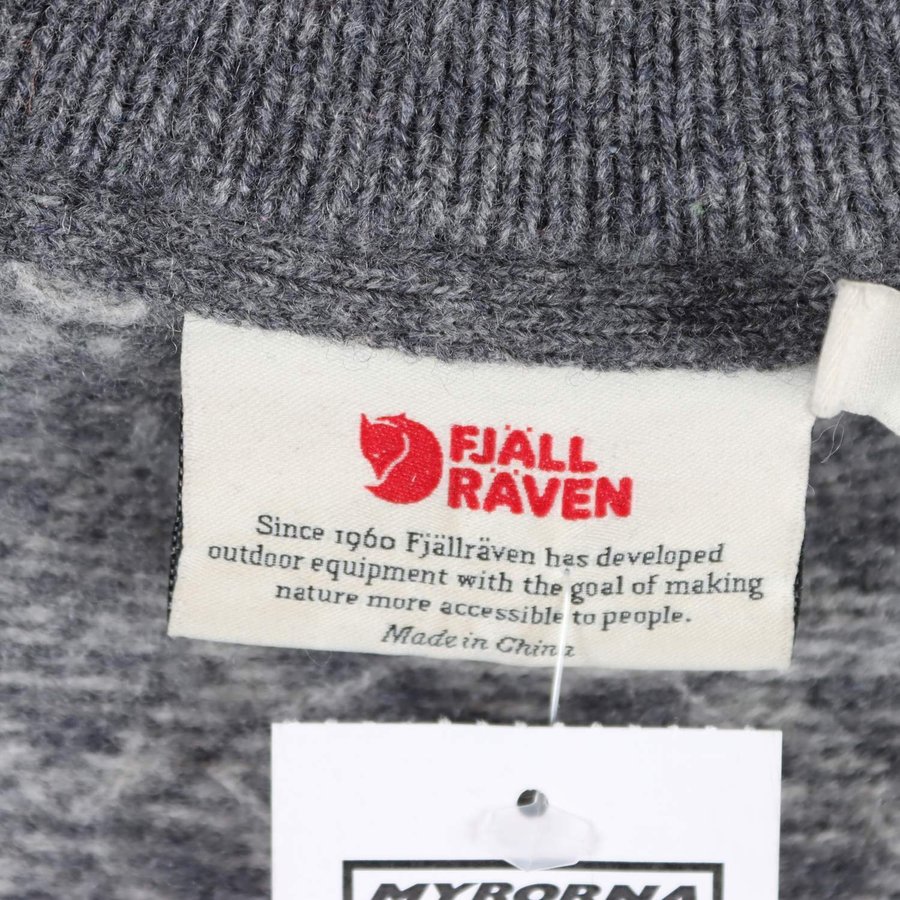 FJÄLL
RÄVEN
Since 1960 Fjällräven has developed
outdoor equipment with the goal of making
nature more accessible to people.
Made in China
MYRORNA